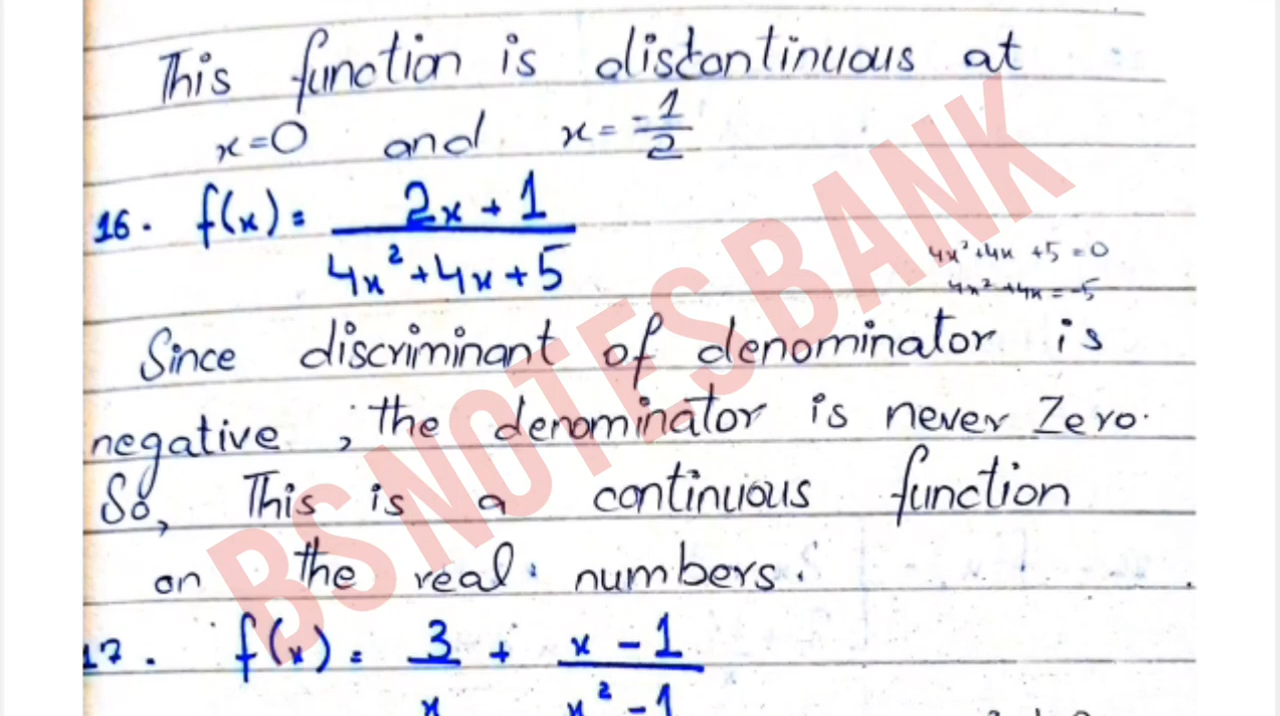 This function is discontinuous at
x=0 and x= -1/2
16. f(x)= 2x+1 / 4x²+4x+5
4x²+4x+5=0
4x²+4x=-5
Since discriminant of denominator is
negative, the denominator is never Zero.
So, This is a continuous function
on the real numbers.
17. f(x)= 3/x + x-1 / x²-1
BS NOTES BANK